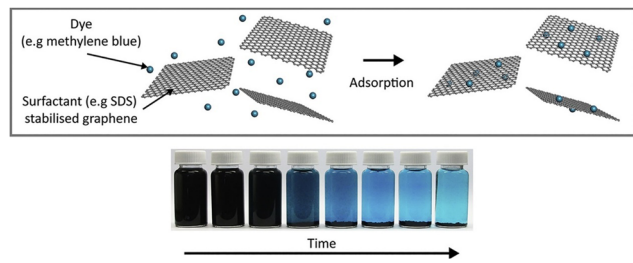 Dye
(e.g methylene blue)
Surfactant (e.g SDS)
stabilised graphene
Adsorption
Time